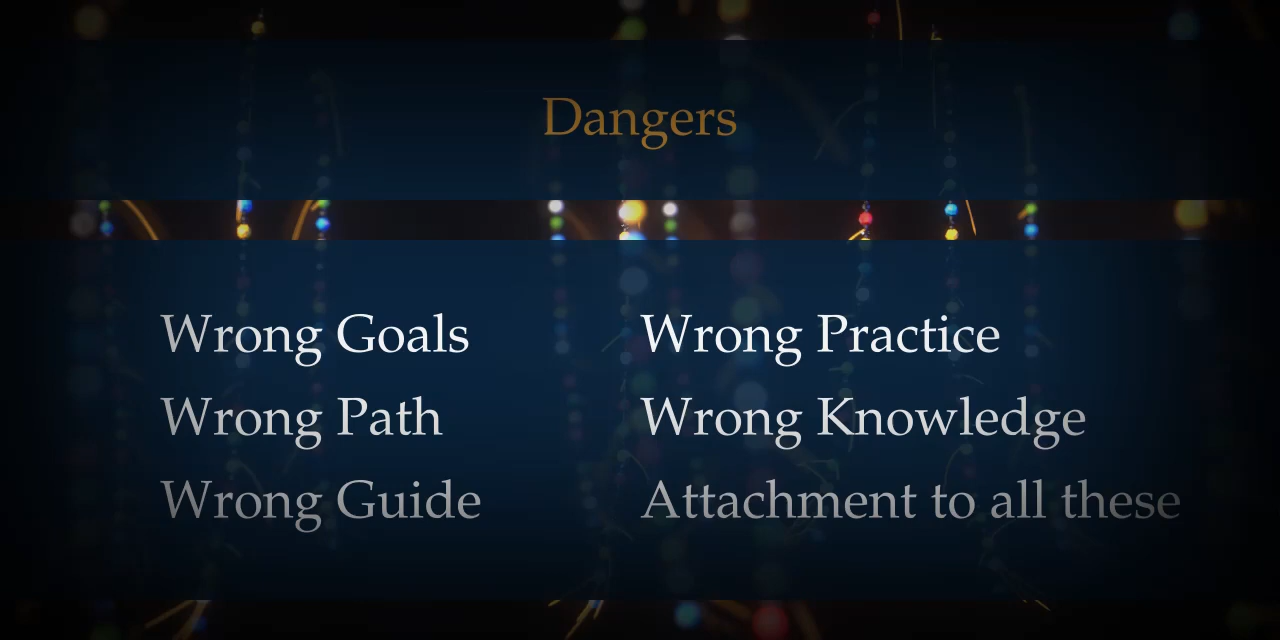 Dangers
Wrong Goals
Wrong Path
Wrong Guide
Wrong Practice
Wrong Knowledge
Attachment to all these